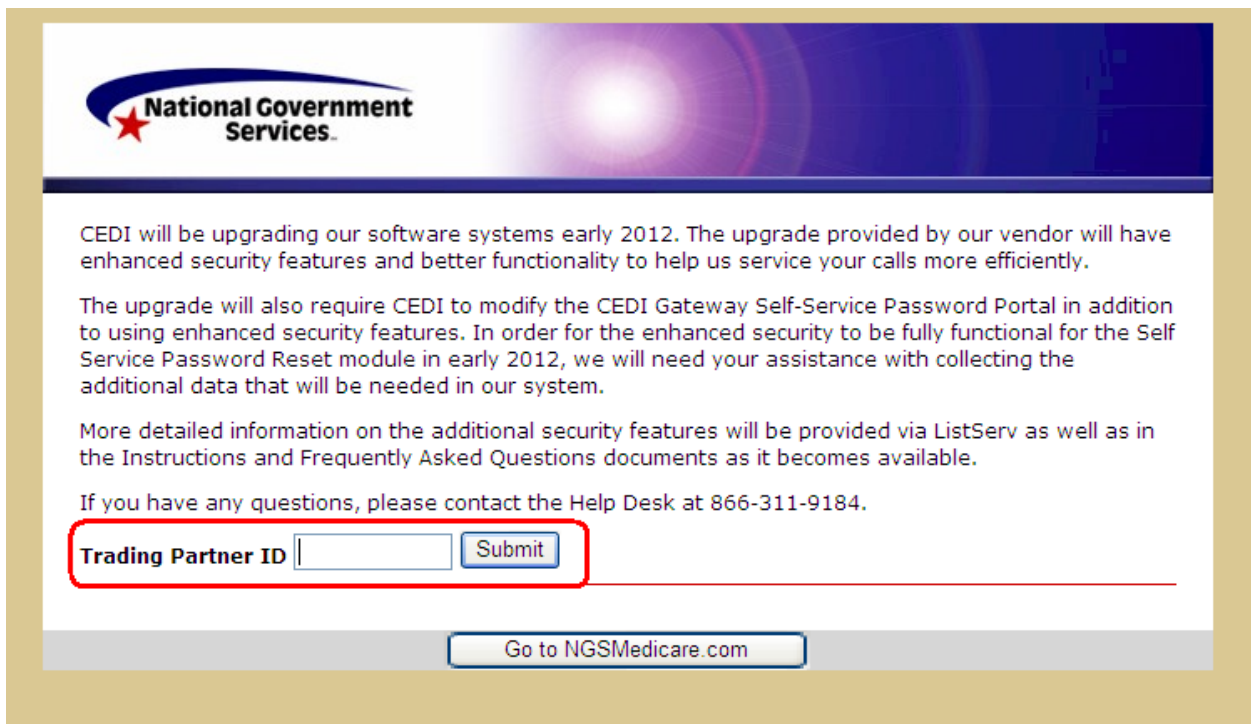 National Government
Services
CEDI will be upgrading our software systems early 2012. The upgrade provided by our vendor will have
enhanced security features and better functionality to help us service your calls more efficiently.
The upgrade will also require CEDI to modify the CEDI Gateway Self-Service Password Portal in addition
to using enhanced security features. In order for the enhanced security to be fully functional for the Self
Service Password Reset module in early 2012, we will need your assistance with collecting the
additional data that will be needed in our system.
More detailed information on the additional security features will be provided via ListServ as well as in
the Instructions and Frequently Asked Questions documents as it becomes available.
If you have any questions, please contact the Help Desk at 866-311-9184.
Trading Partner ID Submit
Go to NGSMedicare.com